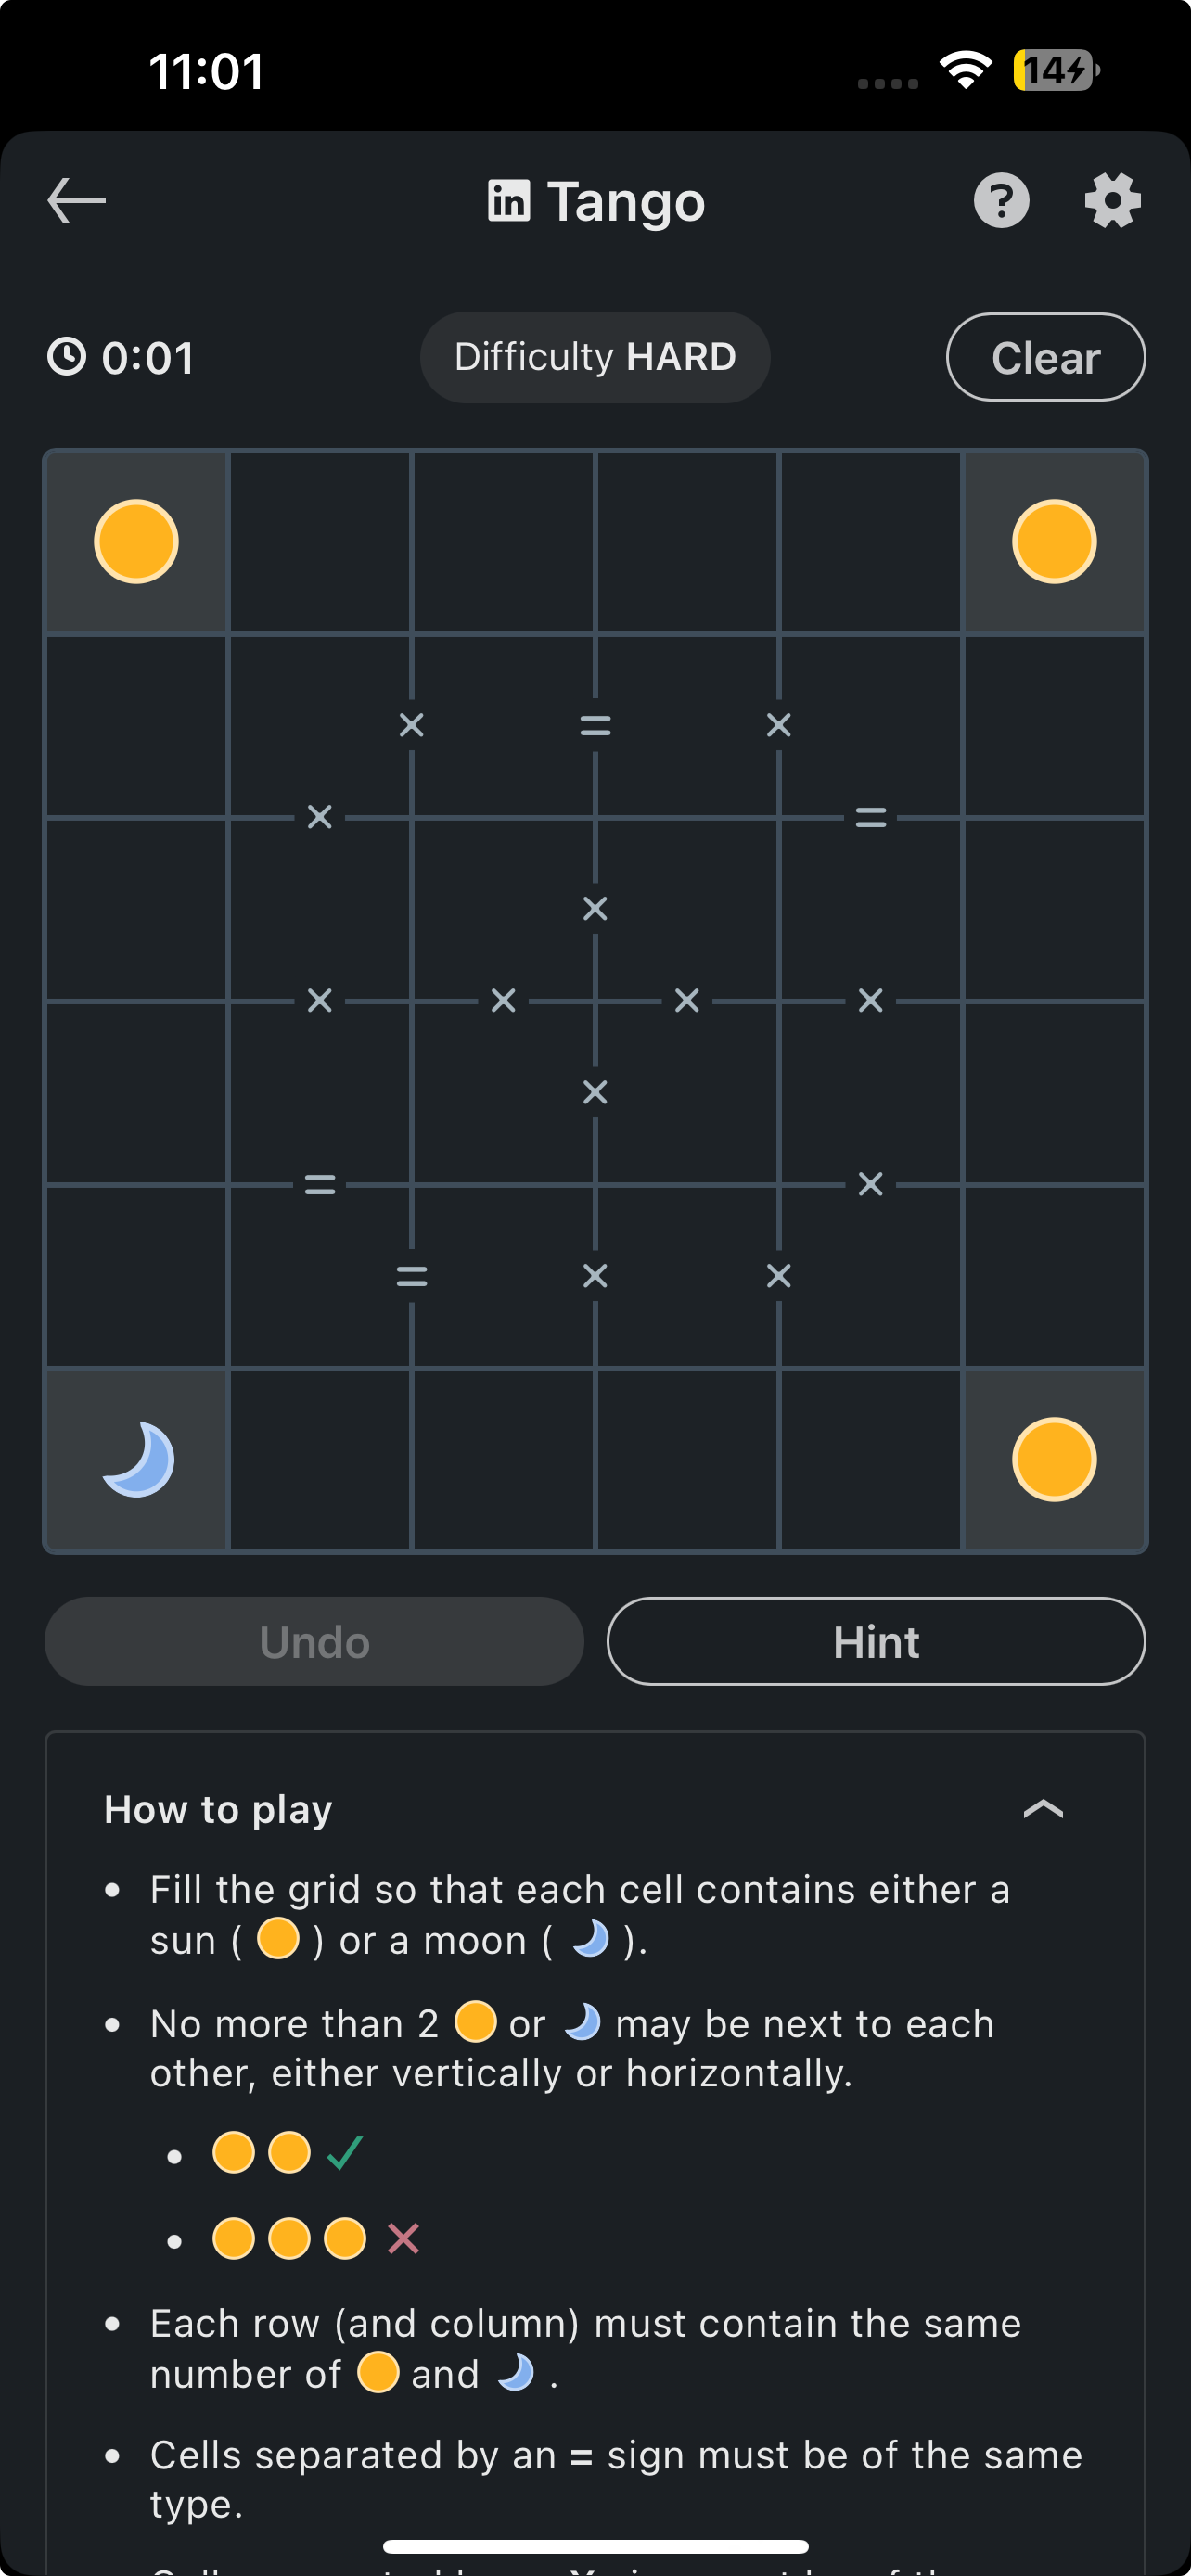 11:01
14
in Tango
?
0:01
Difficulty HARD
Clear
× = ×
× =
×
× × × ×
×
= ×
= × ×
Undo
Hint
How to play
Fill the grid so that each cell contains either a
sun ( ) or a moon ( ).
No more than 2 or may be next to each
other, either vertically or horizontally.
Each row (and column) must contain the same
number of and .
Cells separated by an = sign must be of the same
type.